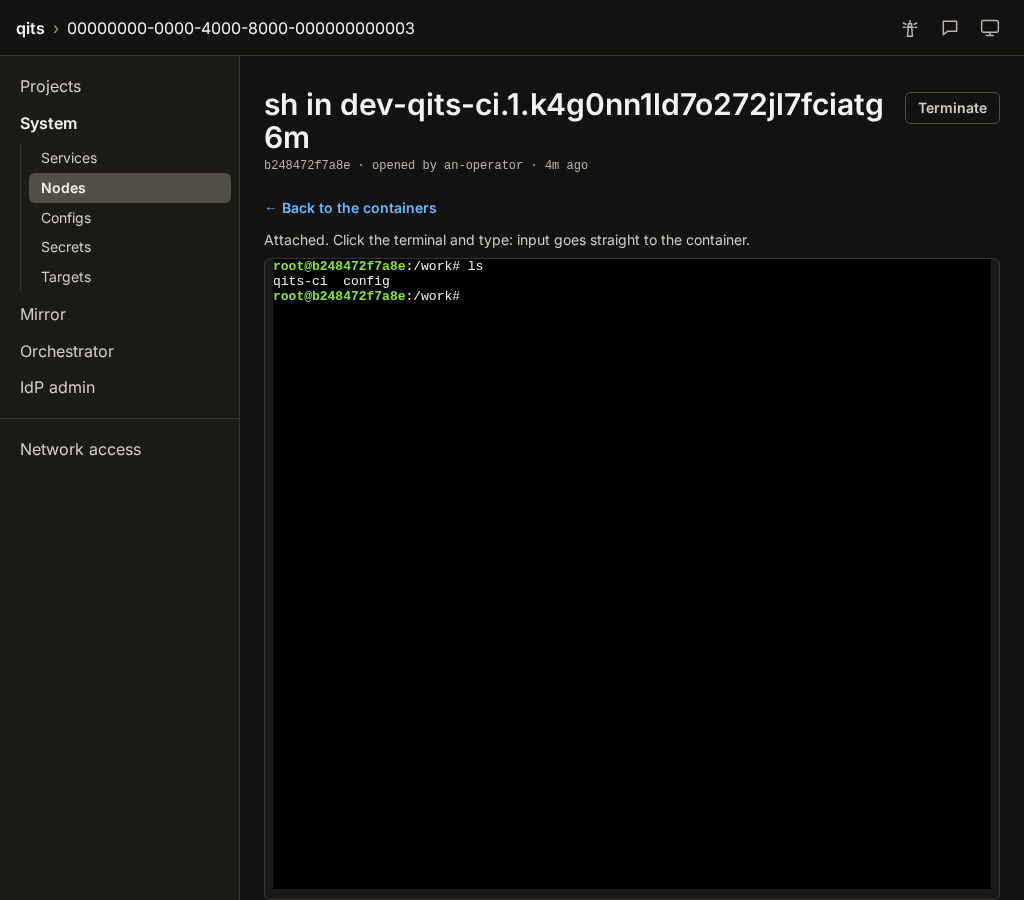 qits › 00000000-0000-4000-8000-000000000003
Projects
System
Services
Nodes
Configs
Secrets
Targets
Mirror
Orchestrator
IdP admin
Network access
sh in dev-qits-ci.1.k4g0nn1ld7o272jl7fciatg
6m
Terminate
b248472f7a8e · opened by an-operator · 4m ago
← Back to the containers
Attached. Click the terminal and type: input goes straight to the container.
root@b248472f7a8e:/work# ls
qits-ci  config
root@b248472f7a8e:/work#